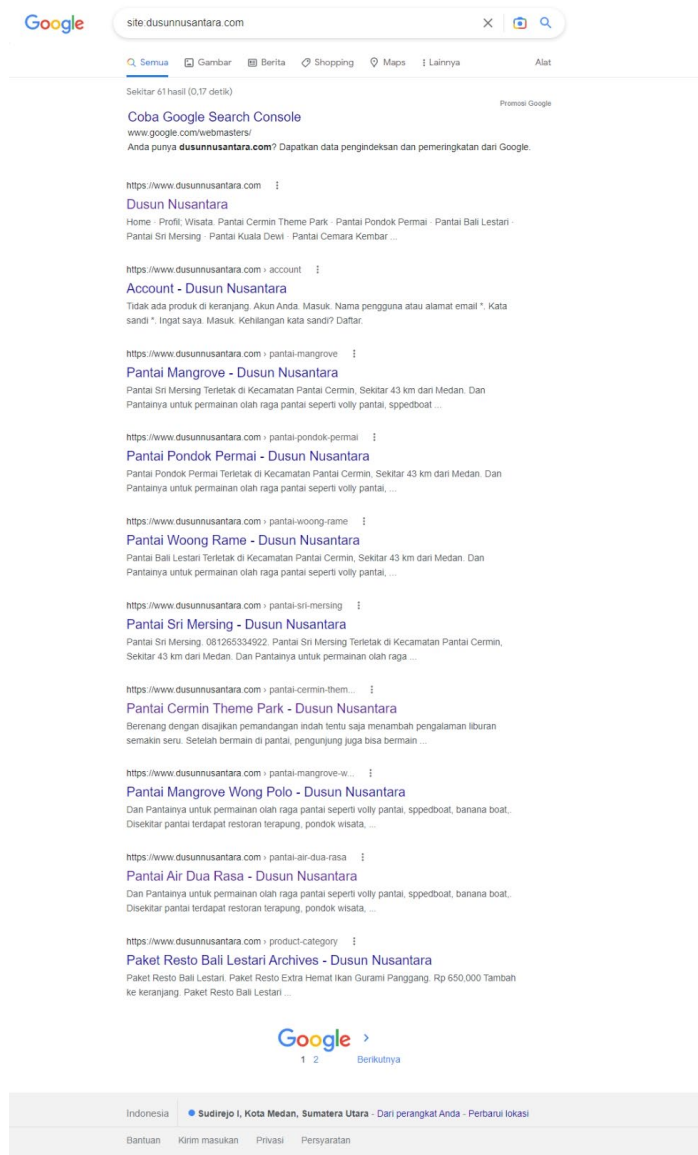 Google
site:dusunnusantara.com
Semua Gambar Berita Shopping Maps Lainnya Alat
Sekitar 61 hasil (0,17 detik)
Promosi Google
Coba Google Search Console
www.google.com/webmasters/
Anda punya dusunnusantara.com? Dapatkan data pengindeksan dan pemeringkatan dari Google.
https://www.dusunnusantara.com
Dusun Nusantara
Home · Profil; Wisata. Pantai Cermin Theme Park · Pantai Pondok Permai · Pantai Bali Lestari ·
Pantai Sri Mersing · Pantai Kuala Dewi · Pantai Cemara Kembar ...
https://www.dusunnusantara.com › account
Account - Dusun Nusantara
Tidak ada produk di keranjang. Akun Anda. Masuk. Nama pengguna atau alamat email *. Kata
sandi *. Ingat saya. Masuk. Kehilangan kata sandi? Daftar.
https://www.dusunnusantara.com › pantai-mangrove
Pantai Mangrove - Dusun Nusantara
Pantai Sri Mersing Terletak di Kecamatan Pantai Cermin, Sekitar 43 km dari Medan. Dan
Pantainya untuk permainan olah raga pantai seperti volly pantai, sppedboat ...
https://www.dusunnusantara.com › pantai-pondok-permai
Pantai Pondok Permai - Dusun Nusantara
Pantai Pondok Permai Terletak di Kecamatan Pantai Cermin, Sekitar 43 km dari Medan. Dan
Pantainya untuk permainan olah raga pantai seperti volly pantai, ...
https://www.dusunnusantara.com › pantai-woong-rame
Pantai Woong Rame - Dusun Nusantara
Pantai Bali Lestari Terletak di Kecamatan Pantai Cermin, Sekitar 43 km dari Medan. Dan
Pantainya untuk permainan olah raga pantai seperti volly pantai, ...
https://www.dusunnusantara.com › pantai-sri-mersing
Pantai Sri Mersing - Dusun Nusantara
Pantai Sri Mersing. 081265334922. Pantai Sri Mersing Terletak di Kecamatan Pantai Cermin,
Sekitar 43 km dari Medan. Dan Pantainya untuk permainan olah raga ...
https://www.dusunnusantara.com › pantai-cermin-them...
Pantai Cermin Theme Park - Dusun Nusantara
Berenang dengan disajikan pemandangan indah tentu saja menambah pengalaman liburan
semakin seru. Setelah bermain di pantai, pengunjung juga bisa bermain ...
https://www.dusunnusantara.com › pantai-mangrove-w...
Pantai Mangrove Wong Polo - Dusun Nusantara
Dan Pantainya untuk permainan olah raga pantai seperti volly pantai, sppedboat, banana boat,.
Disekitar pantai terdapat restoran terapung, pondok wisata, ...
https://www.dusunnusantara.com › pantai-air-dua-rasa
Pantai Air Dua Rasa - Dusun Nusantara
Dan Pantainya untuk permainan olah raga pantai seperti volly pantai, sppedboat, banana boat,.
Disekitar pantai terdapat restoran terapung, pondok wisata, ...
https://www.dusunnusantara.com › product-category
Paket Resto Bali Lestari Archives - Dusun Nusantara
Paket Resto Bali Lestari. Paket Resto Extra Hemat Ikan Gurami Panggang. Rp 650,000 Tambah
ke keranjang. Paket Resto Bali Lestari ...
Google
1 2 Berikutnya
Indonesia Sudirejo I, Kota Medan, Sumatera Utara - Dari perangkat Anda - Perbarui lokasi
Bantuan Kirim masukan Privasi Persyaratan